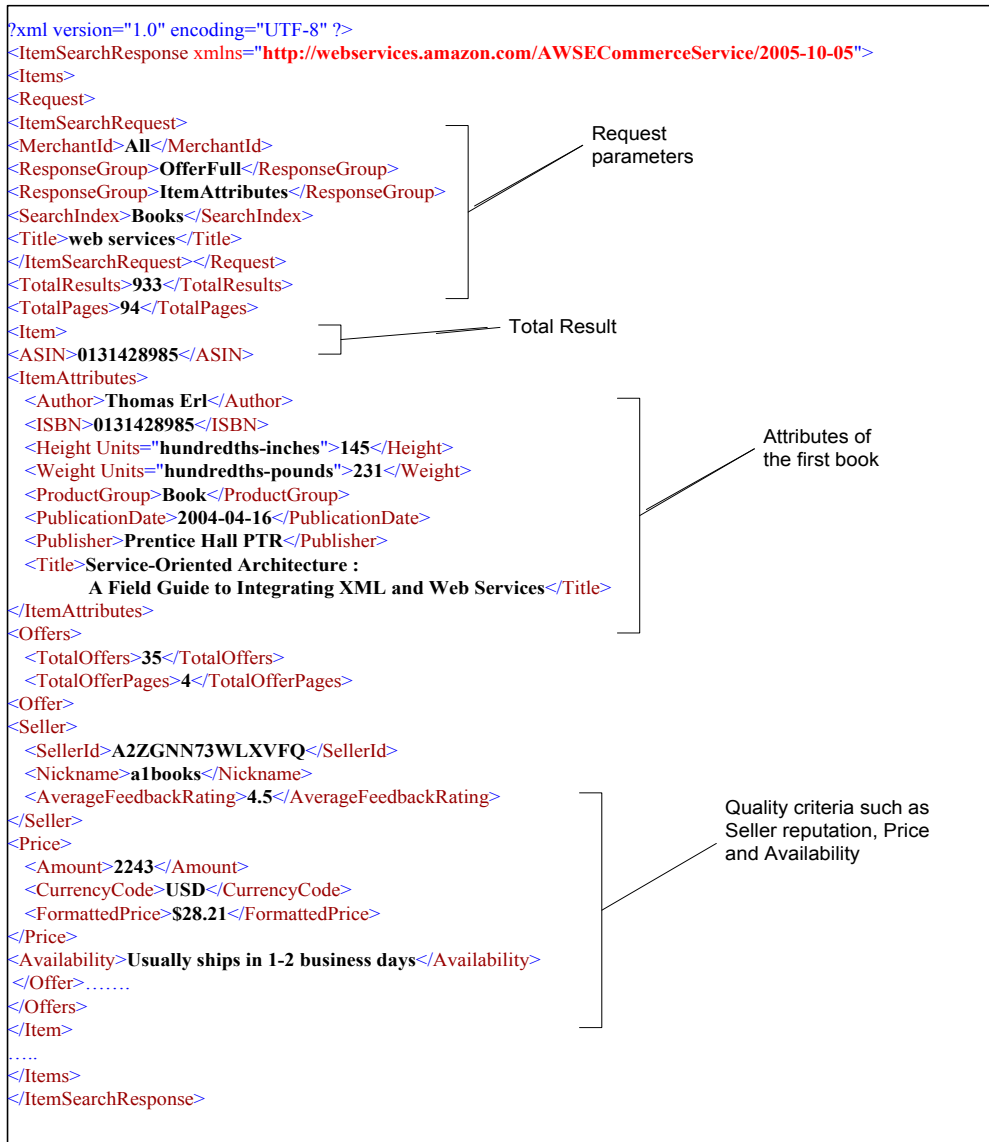 ?xml version="1.0" encoding="UTF-8" ?>
<ItemSearchResponse xmlns="http://webservices.amazon.com/AWSECommerceService/2005-10-05">
<Items>
<Request>
<ItemSearchRequest>
<MerchantId>All</MerchantId>
<ResponseGroup>OfferFull</ResponseGroup>
<ResponseGroup>ItemAttributes</ResponseGroup>
<SearchIndex>Books</SearchIndex>
<Title>web services</Title>
</ItemSearchRequest></Request>
<TotalResults>933</TotalResults>
<TotalPages>94</TotalPages>
<Item>
<ASIN>0131428985</ASIN>
<ItemAttributes>
<Author>Thomas Erl</Author>
<ISBN>0131428985</ISBN>
<Height Units="hundredths-inches">145</Height>
<Weight Units="hundredths-pounds">231</Weight>
<ProductGroup>Book</ProductGroup>
<PublicationDate>2004-04-16</PublicationDate>
<Publisher>Prentice Hall PTR</Publisher>
<Title>Service-Oriented Architecture :
A Field Guide to Integrating XML and Web Services</Title>
</ItemAttributes>
<Offers>
<TotalOffers>35</TotalOffers>
<TotalOfferPages>4</TotalOfferPages>
<Offer>
<Seller>
<SellerId>A2ZGNN73WLXVFQ</SellerId>
<Nickname>a1books</Nickname>
<AverageFeedbackRating>4.5</AverageFeedbackRating>
</Seller>
<Price>
<Amount>2243</Amount>
<CurrencyCode>USD</CurrencyCode>
<FormattedPrice>$28.21</FormattedPrice>
</Price>
<Availability>Usually ships in 1-2 business days</Availability>
</Offer>.......
</Offers>
</Item>
.....
</Items>
</ItemSearchResponse>
Request
parameters
Total Result
Attributes of
the first book
Quality criteria such as
Seller reputation, Price
and Availability